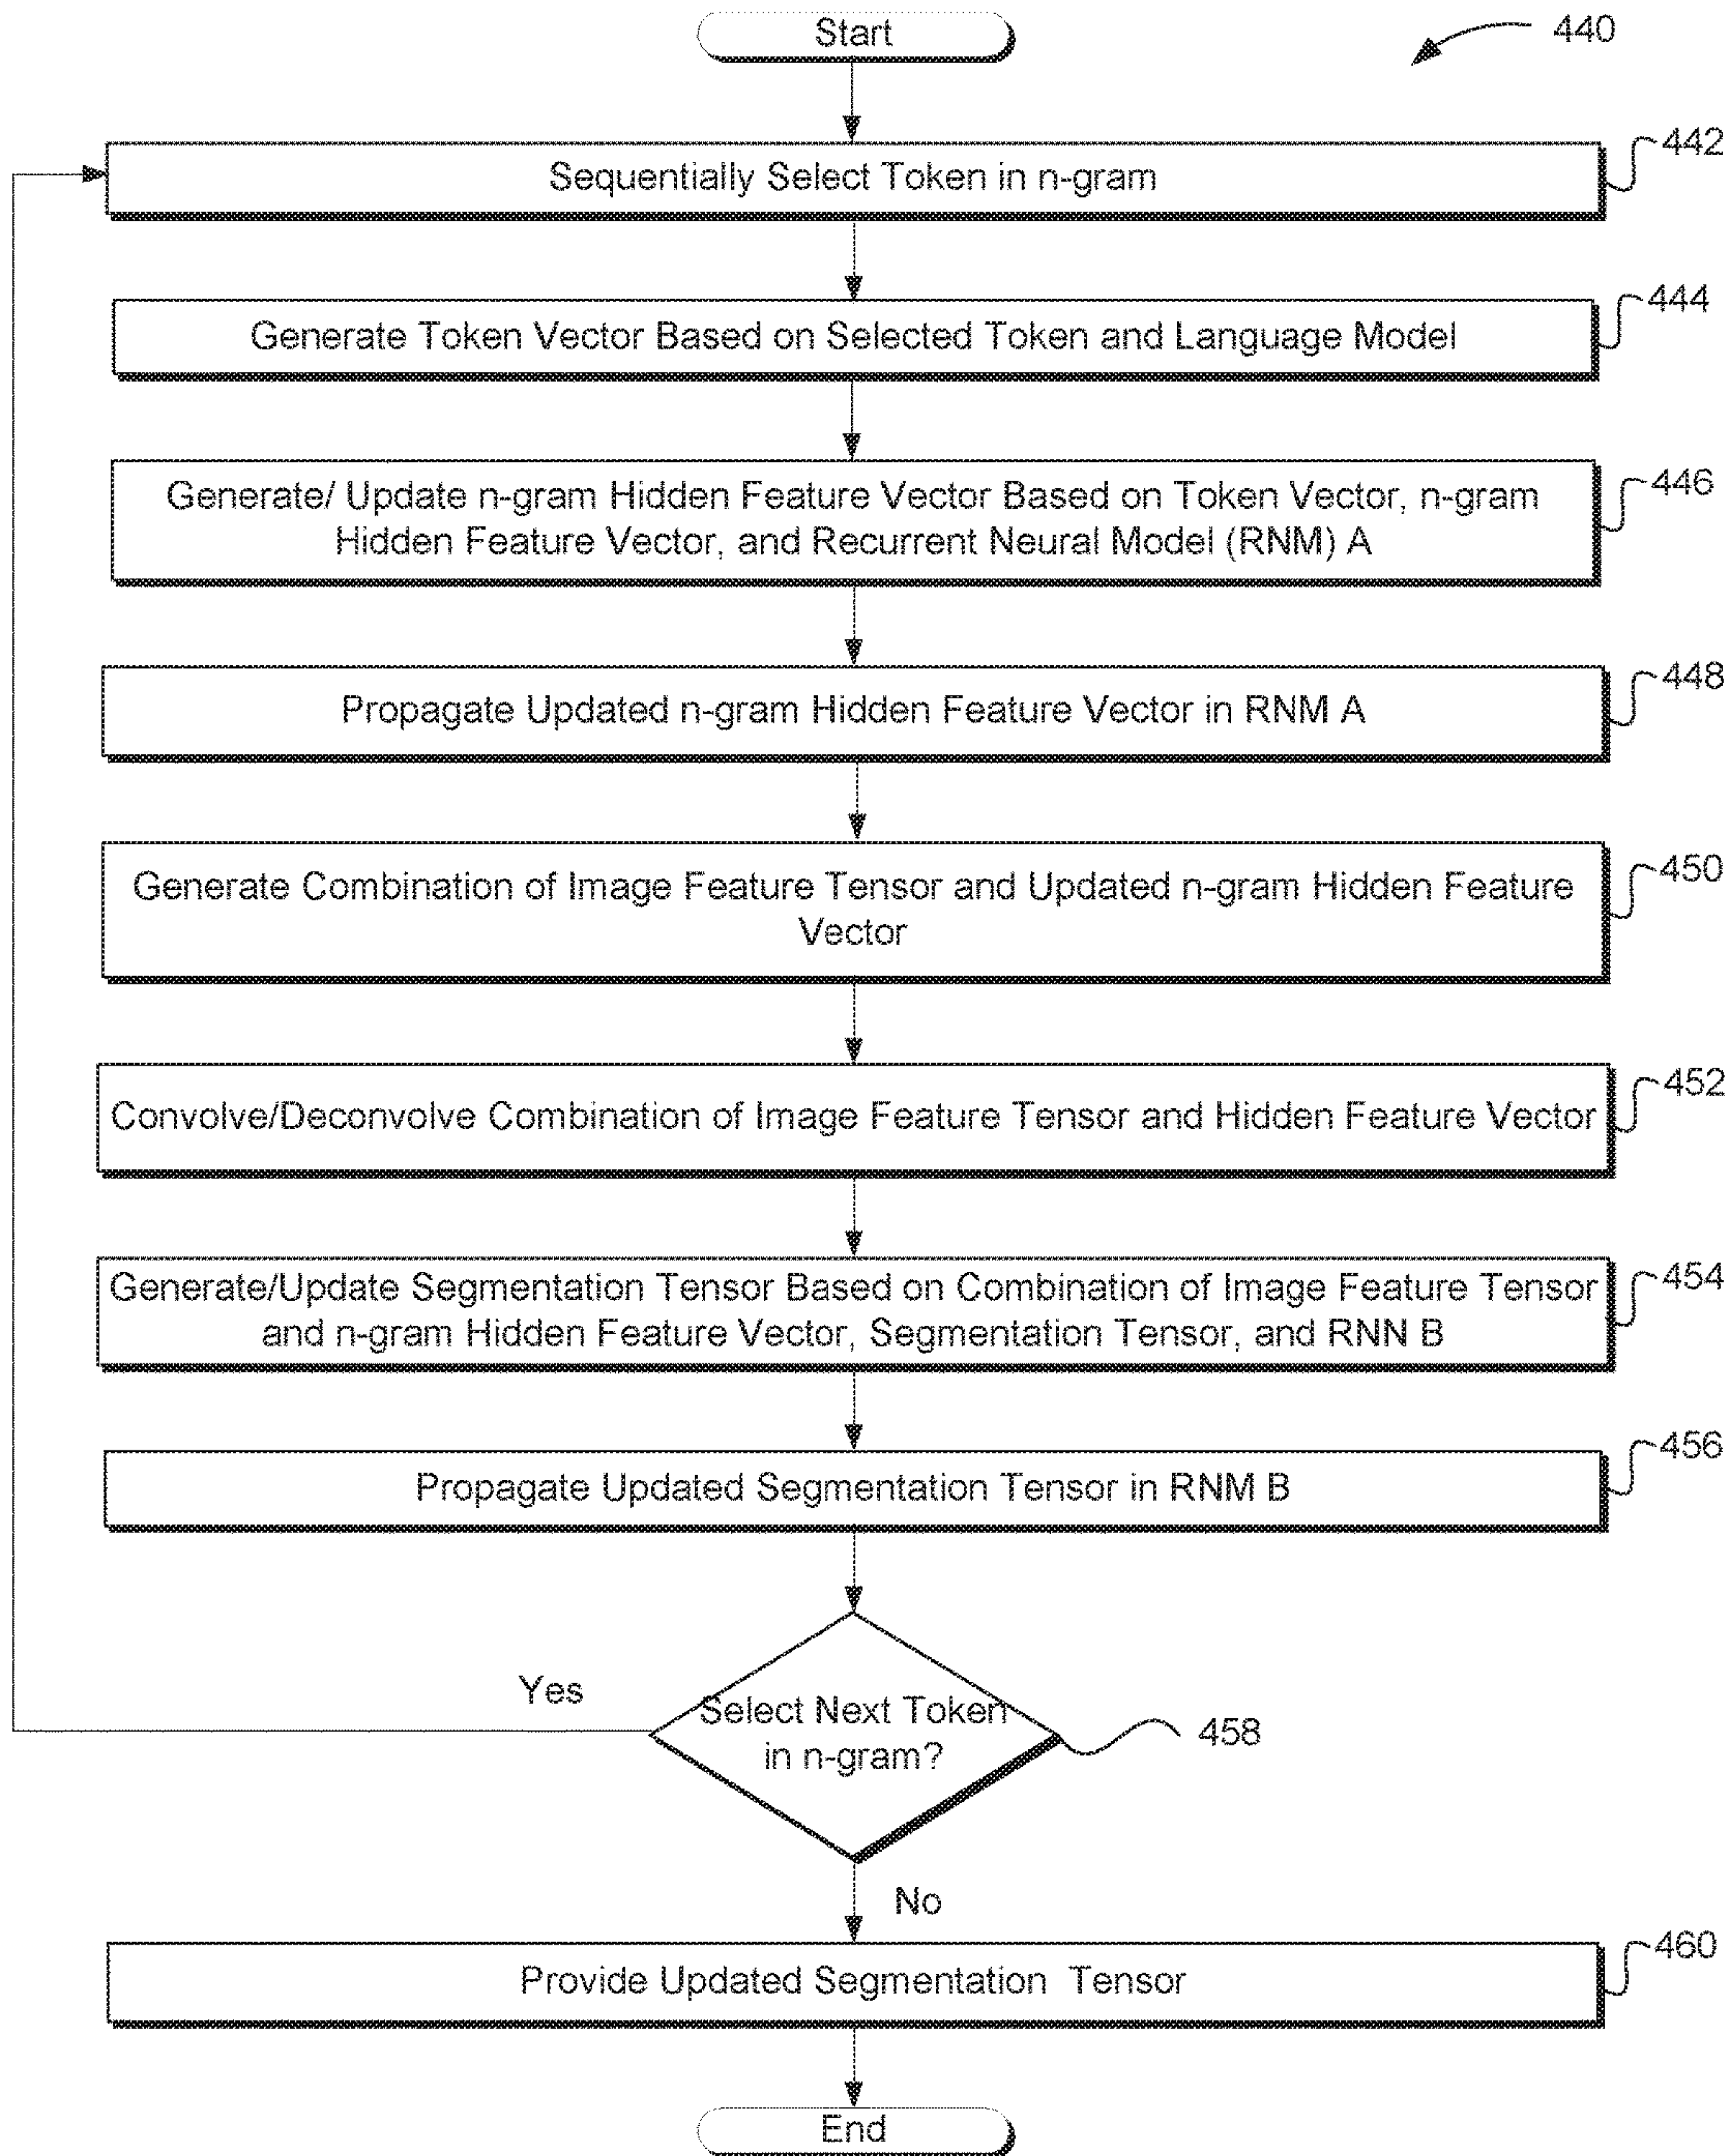 Start
440
Sequentially Select Token in n-gram
442
Generate Token Vector Based on Selected Token and Language Model
444
Generate/ Update n-gram Hidden Feature Vector Based on Token Vector, n-gram
Hidden Feature Vector, and Recurrent Neural Model (RNM) A
446
Propagate Updated n-gram Hidden Feature Vector in RNM A
448
Generate Combination of Image Feature Tensor and Updated n-gram Hidden Feature
Vector
450
Convolve/Deconvolve Combination of Image Feature Tensor and Hidden Feature Vector
452
Generate/Update Segmentation Tensor Based on Combination of Image Feature Tensor
and n-gram Hidden Feature Vector, Segmentation Tensor, and RNN B
454
Propagate Updated Segmentation Tensor in RNM B
456
Yes
Select Next Token
in n-gram?
458
No
Provide Updated Segmentation Tensor
460
End